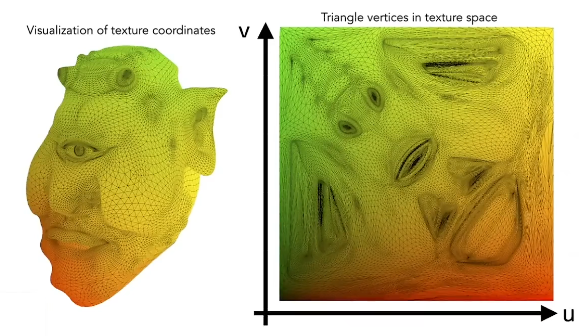 Visualization of texture coordinates
Triangle vertices in texture space
v
u